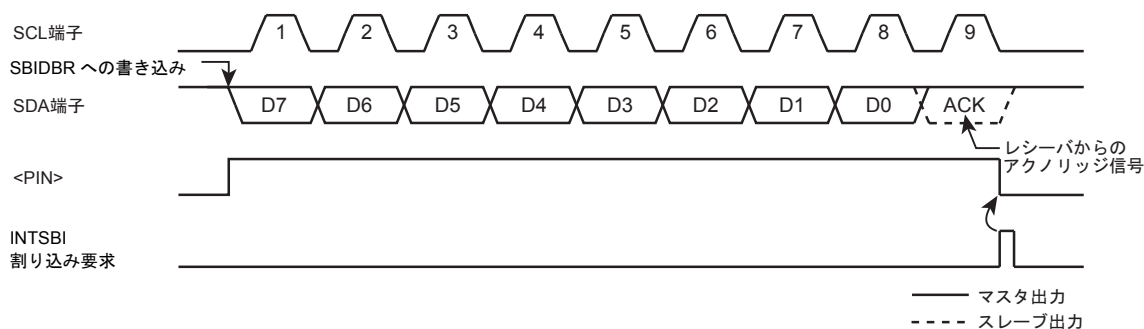 SCL端子
1 2 3 4 5 6 7 8 9
SBIDBR への書き込み
SDA端子
D7 D6 D5 D4 D3 D2 D1 D0 ACK
レシーバからの
アクノリッジ信号
<PIN>
INTSBI
割り込み要求
マスタ出力
スレーブ出力